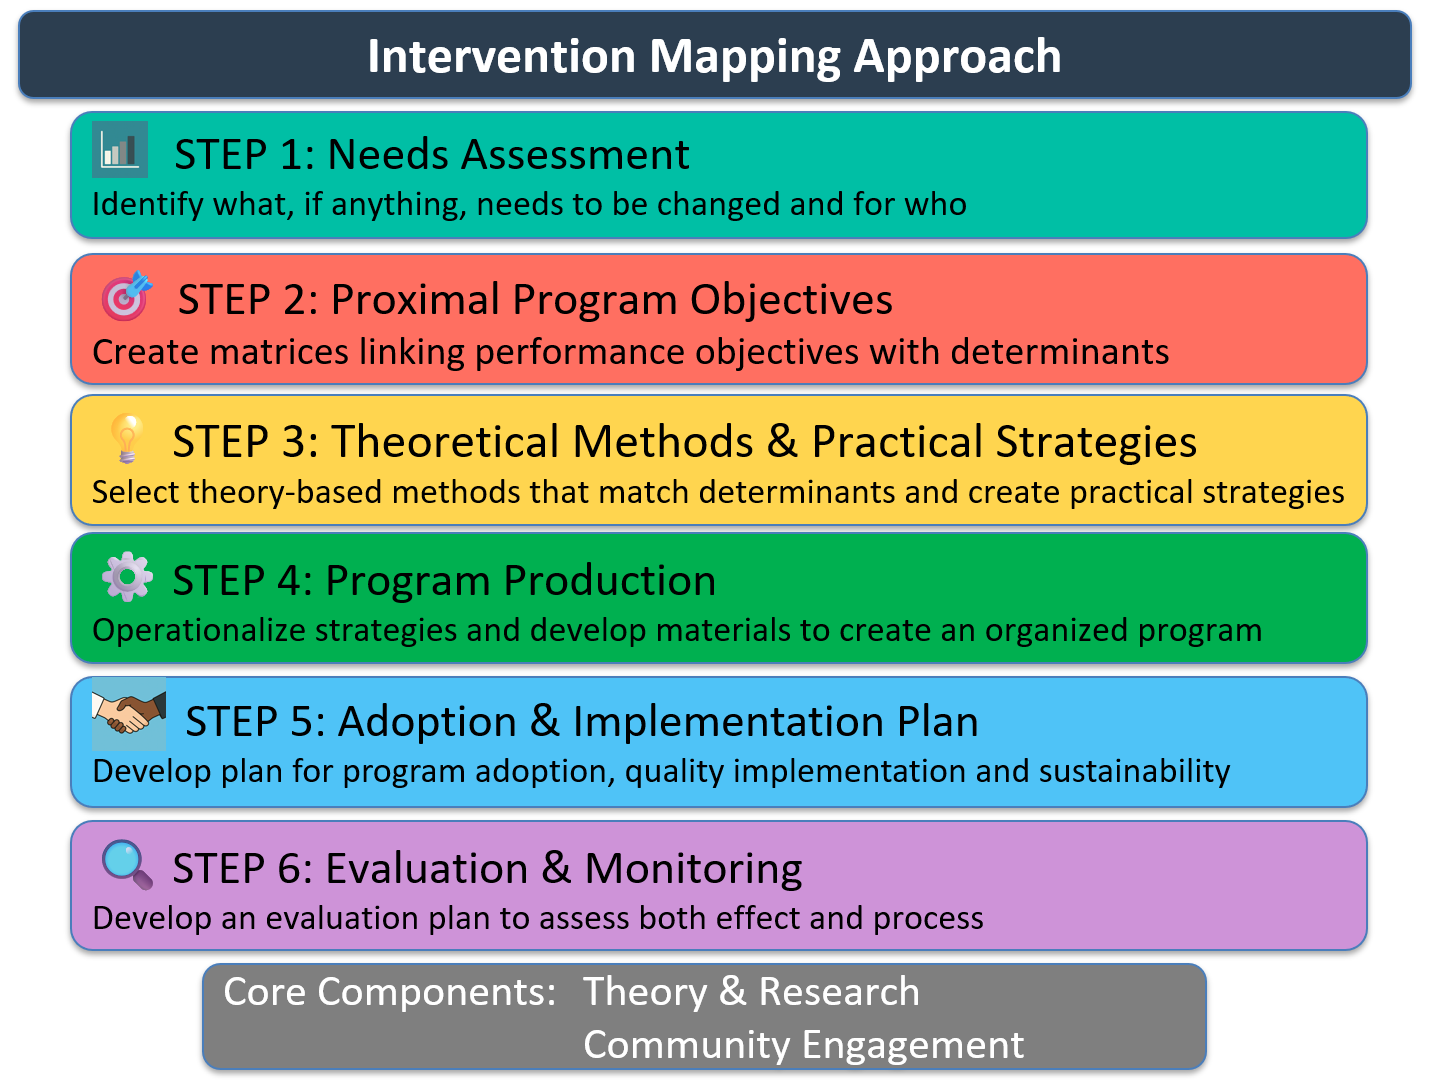 Intervention Mapping Approach
STEP 1: Needs Assessment
Identify what, if anything, needs to be changed and for who
STEP 2: Proximal Program Objectives
Create matrices linking performance objectives with determinants
STEP 3: Theoretical Methods & Practical Strategies
Select theory-based methods that match determinants and create practical strategies
STEP 4: Program Production
Operationalize strategies and develop materials to create an organized program
STEP 5: Adoption & Implementation Plan
Develop plan for program adoption, quality implementation and sustainability
STEP 6: Evaluation & Monitoring
Develop an evaluation plan to assess both effect and process
Core Components: Theory & Research
Community Engagement